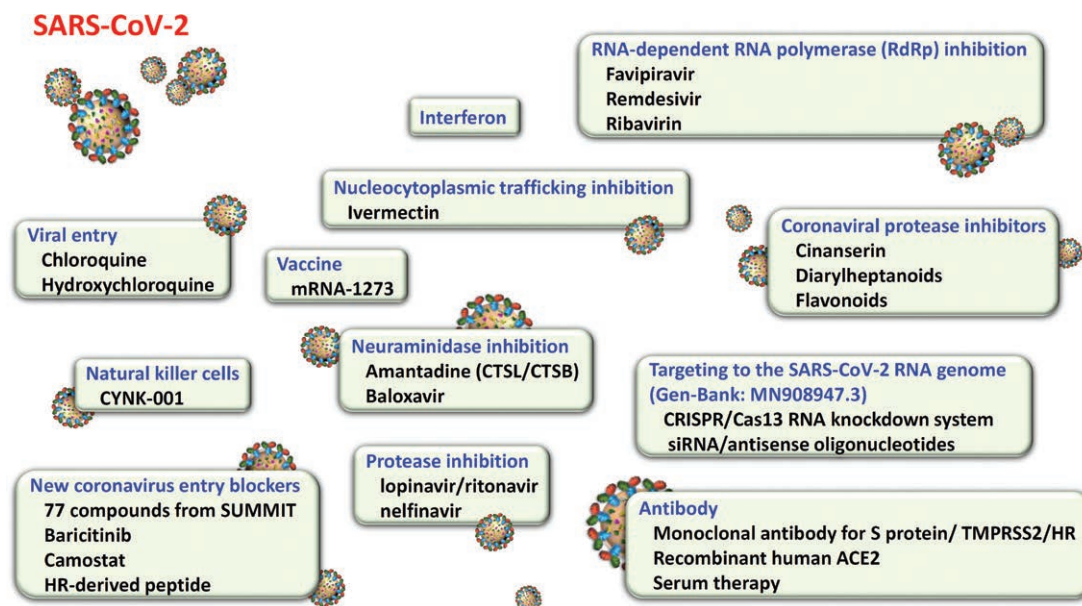 SARS-CoV-2
RNA-dependent RNA polymerase (RdRp) inhibition
Favipiravir
Remdesivir
Ribavirin
Interferon
Nucleocytoplasmic trafficking inhibition
Ivermectin
Viral entry
Chloroquine
Hydroxychloroquine
Vaccine
mRNA-1273
Coronaviral protease inhibitors
Cinanserin
Diarylheptanoids
Flavonoids
Neuraminidase inhibition
Amantadine (CTSL/CTSB)
Baloxavir
Natural killer cells
CYNK-001
Targeting to the SARS-CoV-2 RNA genome
(Gen-Bank: MN908947.3)
CRISPR/Cas13 RNA knockdown system
siRNA/antisense oligonucleotides
Protease inhibition
lopinavir/ritonavir
nelfinavir
New coronavirus entry blockers
77 compounds from SUMMIT
Baricitinib
Camostat
HR-derived peptide
Antibody
Monoclonal antibody for S protein/ TMPRSS2/HR
Recombinant human ACE2
Serum therapy